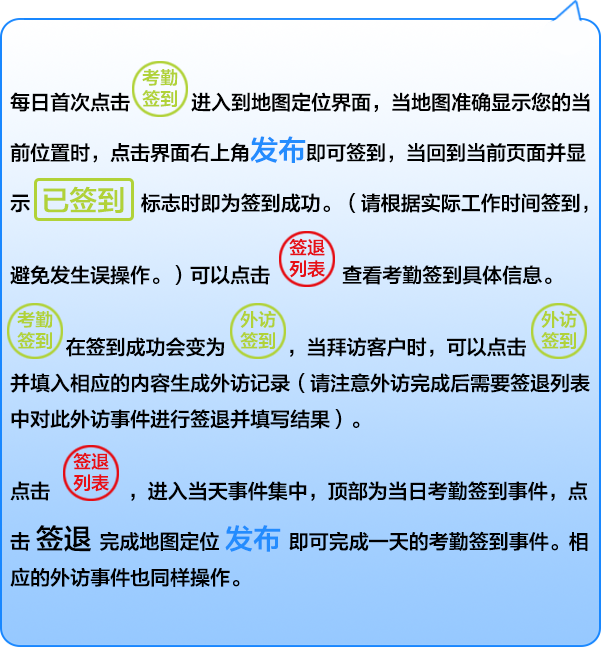 每日首次点击 考勤签到 进入到地图定位界面，当地图准确显示您的当
前位置时，点击界面右上角发布即可签到，当回到当前页面并显
示 已签到 标志时即为签到成功。（请根据实际工作时间签到，
避免发生误操作。）可以点击 签退列表 查看考勤签到具体信息。
考勤签到 在签到成功会变为 外访签到 ，当拜访客户时，可以点击 外访签到
并填入相应的内容生成外访记录（请注意外访完成后需要签退列表
中对此外访事件进行签退并填写结果）。
点击 签退列表 ，进入当天事件集中，顶部为当日考勤签到事件，点
击 签退 完成地图定位 发布 即可完成一天的考勤签到事件。相
应的外访事件也同样操作。